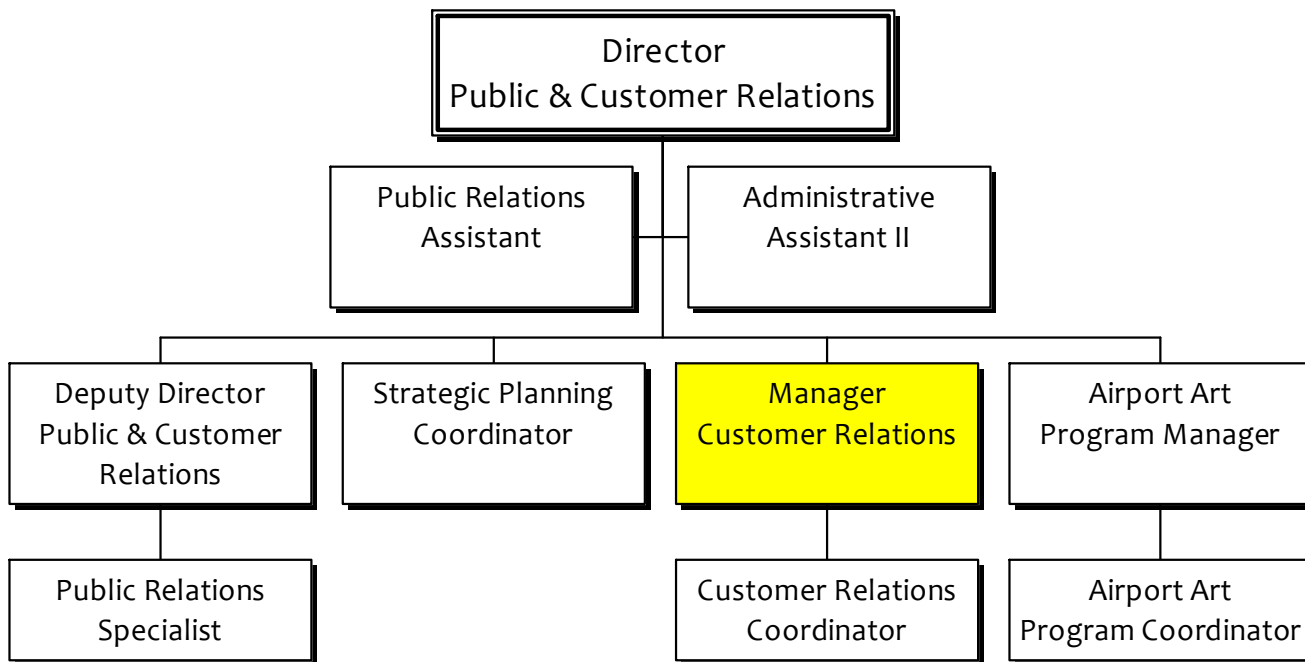 Director
Public & Customer Relations
Public Relations
Assistant
Administrative
Assistant II
Deputy Director
Public & Customer
Relations
Strategic Planning
Coordinator
Manager
Customer Relations
Airport Art
Program Manager
Public Relations
Specialist
Customer Relations
Coordinator
Airport Art
Program Coordinator